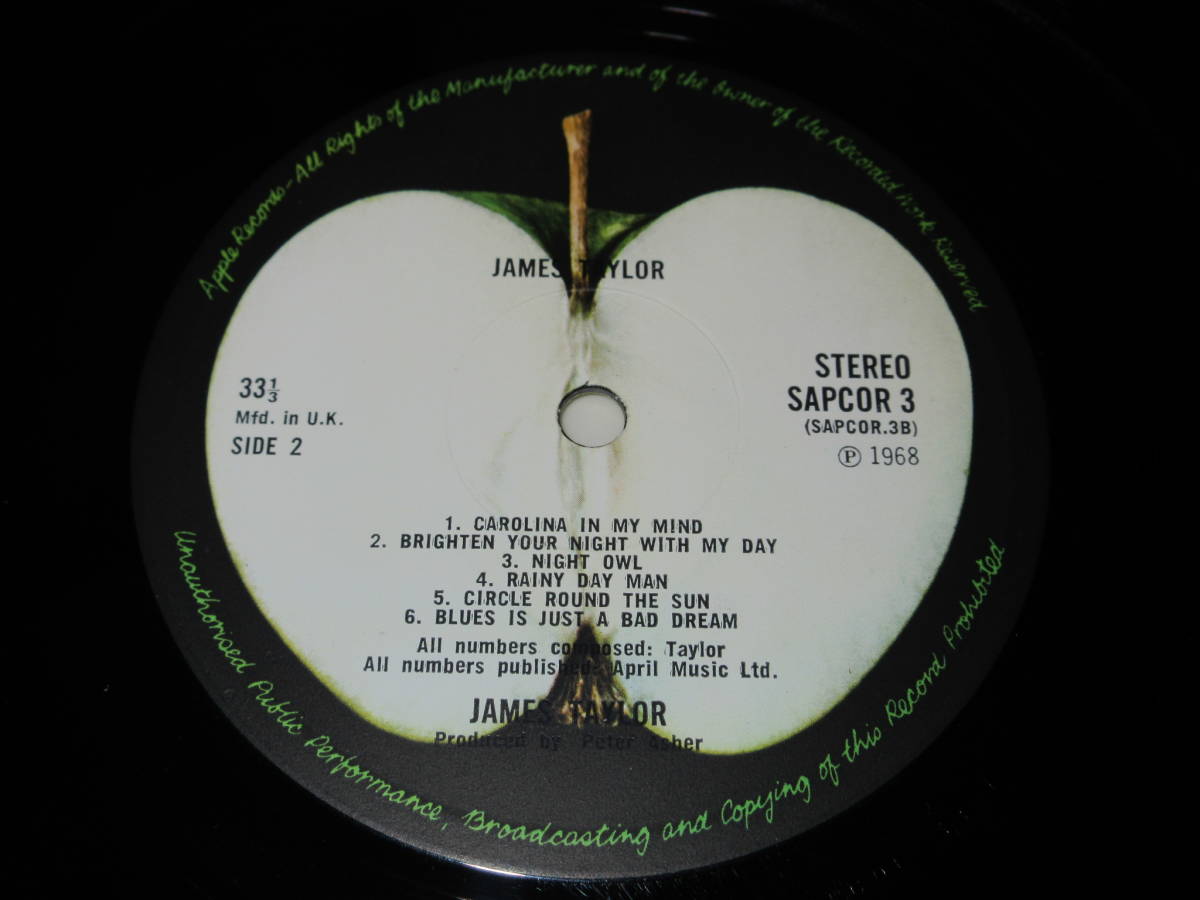 Apple Records-All Rights of the Manufacturer and of the Owner of the Recorded Work Reserved
JAMES TAYLOR
33⅓
Mfd. in U.K.
SIDE 2
STEREO
SAPCOR 3
(SAPCOR.3B)
Ⓟ 1968
1. CAROLINA IN MY MIND
2. BRIGHTEN YOUR NIGHT WITH MY DAY
3. NIGHT OWL
4. RAINY DAY MAN
5. CIRCLE ROUND THE SUN
6. BLUES IS JUST A BAD DREAM
All numbers composed: Taylor
All numbers published: April Music Ltd.
JAMES TAYLOR
Produced by Peter Asher
Unauthorised Public Performance, Broadcasting and Copying of this Record Prohibited